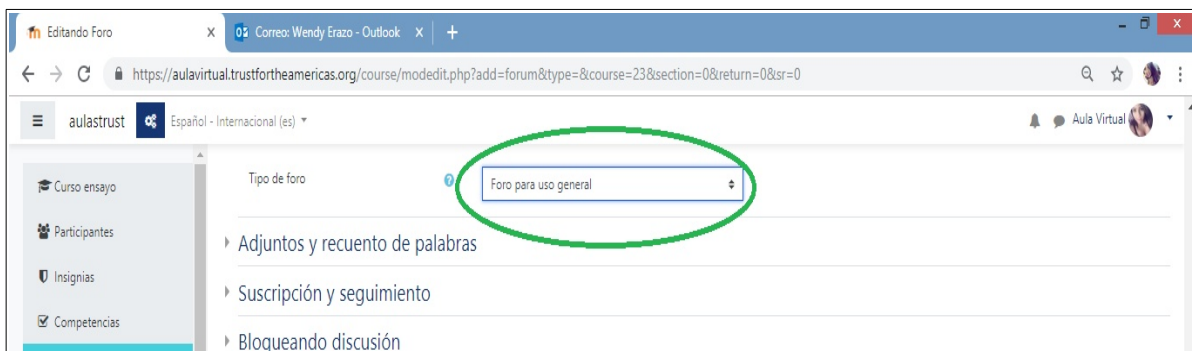 Editando Foro
Correo: Wendy Erazo - Outlook
https://aulavirtual.trustfortheamericas.org/course/modedit.php?add=forum&type=&course=23&section=0&return=0&sr=0
aulastrust Español - Internacional (es) Aula Virtual
Curso ensayo
Participantes
Insignias
Competencias
Tipo de foro Foro para uso general
Adjuntos y recuento de palabras
Suscripción y seguimiento
Bloqueando discusión